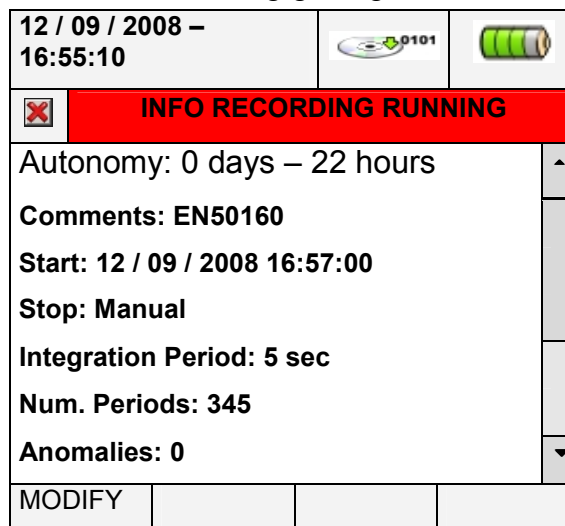 12 / 09 / 2008 –
16:55:10
0101
INFO RECORDING RUNNING
Autonomy: 0 days – 22 hours
Comments: EN50160
Start: 12 / 09 / 2008 16:57:00
Stop: Manual
Integration Period: 5 sec
Num. Periods: 345
Anomalies: 0
MODIFY